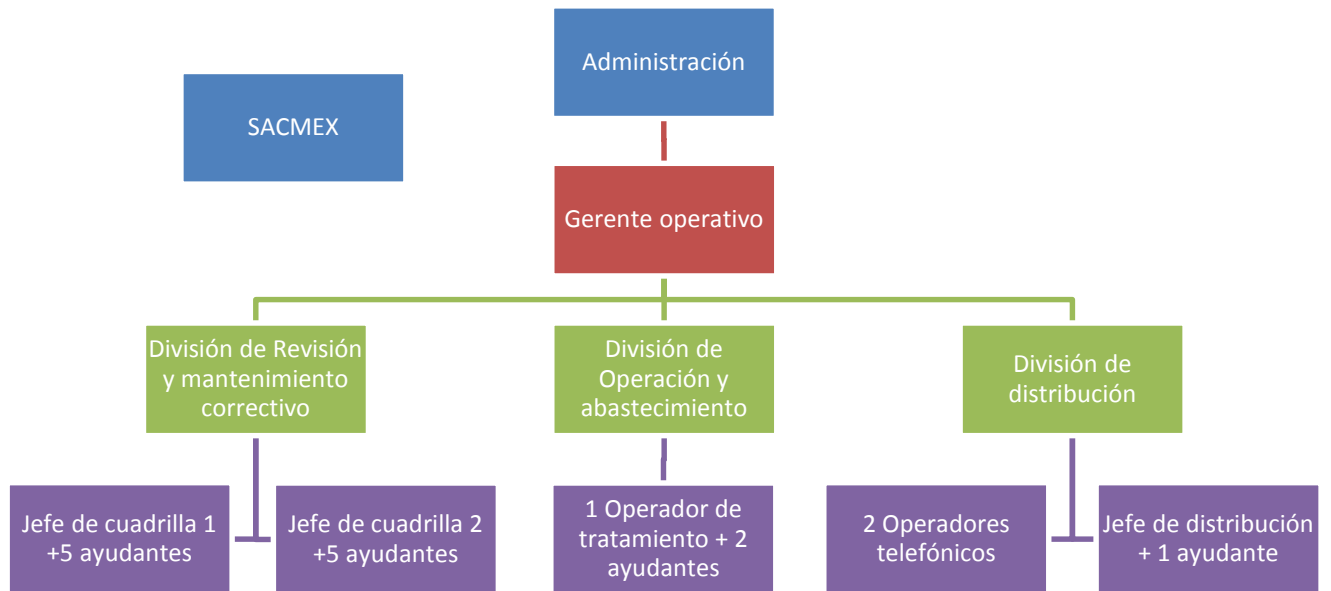 Administración
SACMEX
Gerente operativo
División de Revisión
y mantenimiento
correctivo
División de
Operación y
abastecimiento
División de
distribución
Jefe de cuadrilla 1
+5 ayudantes
Jefe de cuadrilla 2
+5 ayudantes
1 Operador de
tratamiento + 2
ayudantes
2 Operadores
telefónicos
Jefe de distribución
+ 1 ayudante